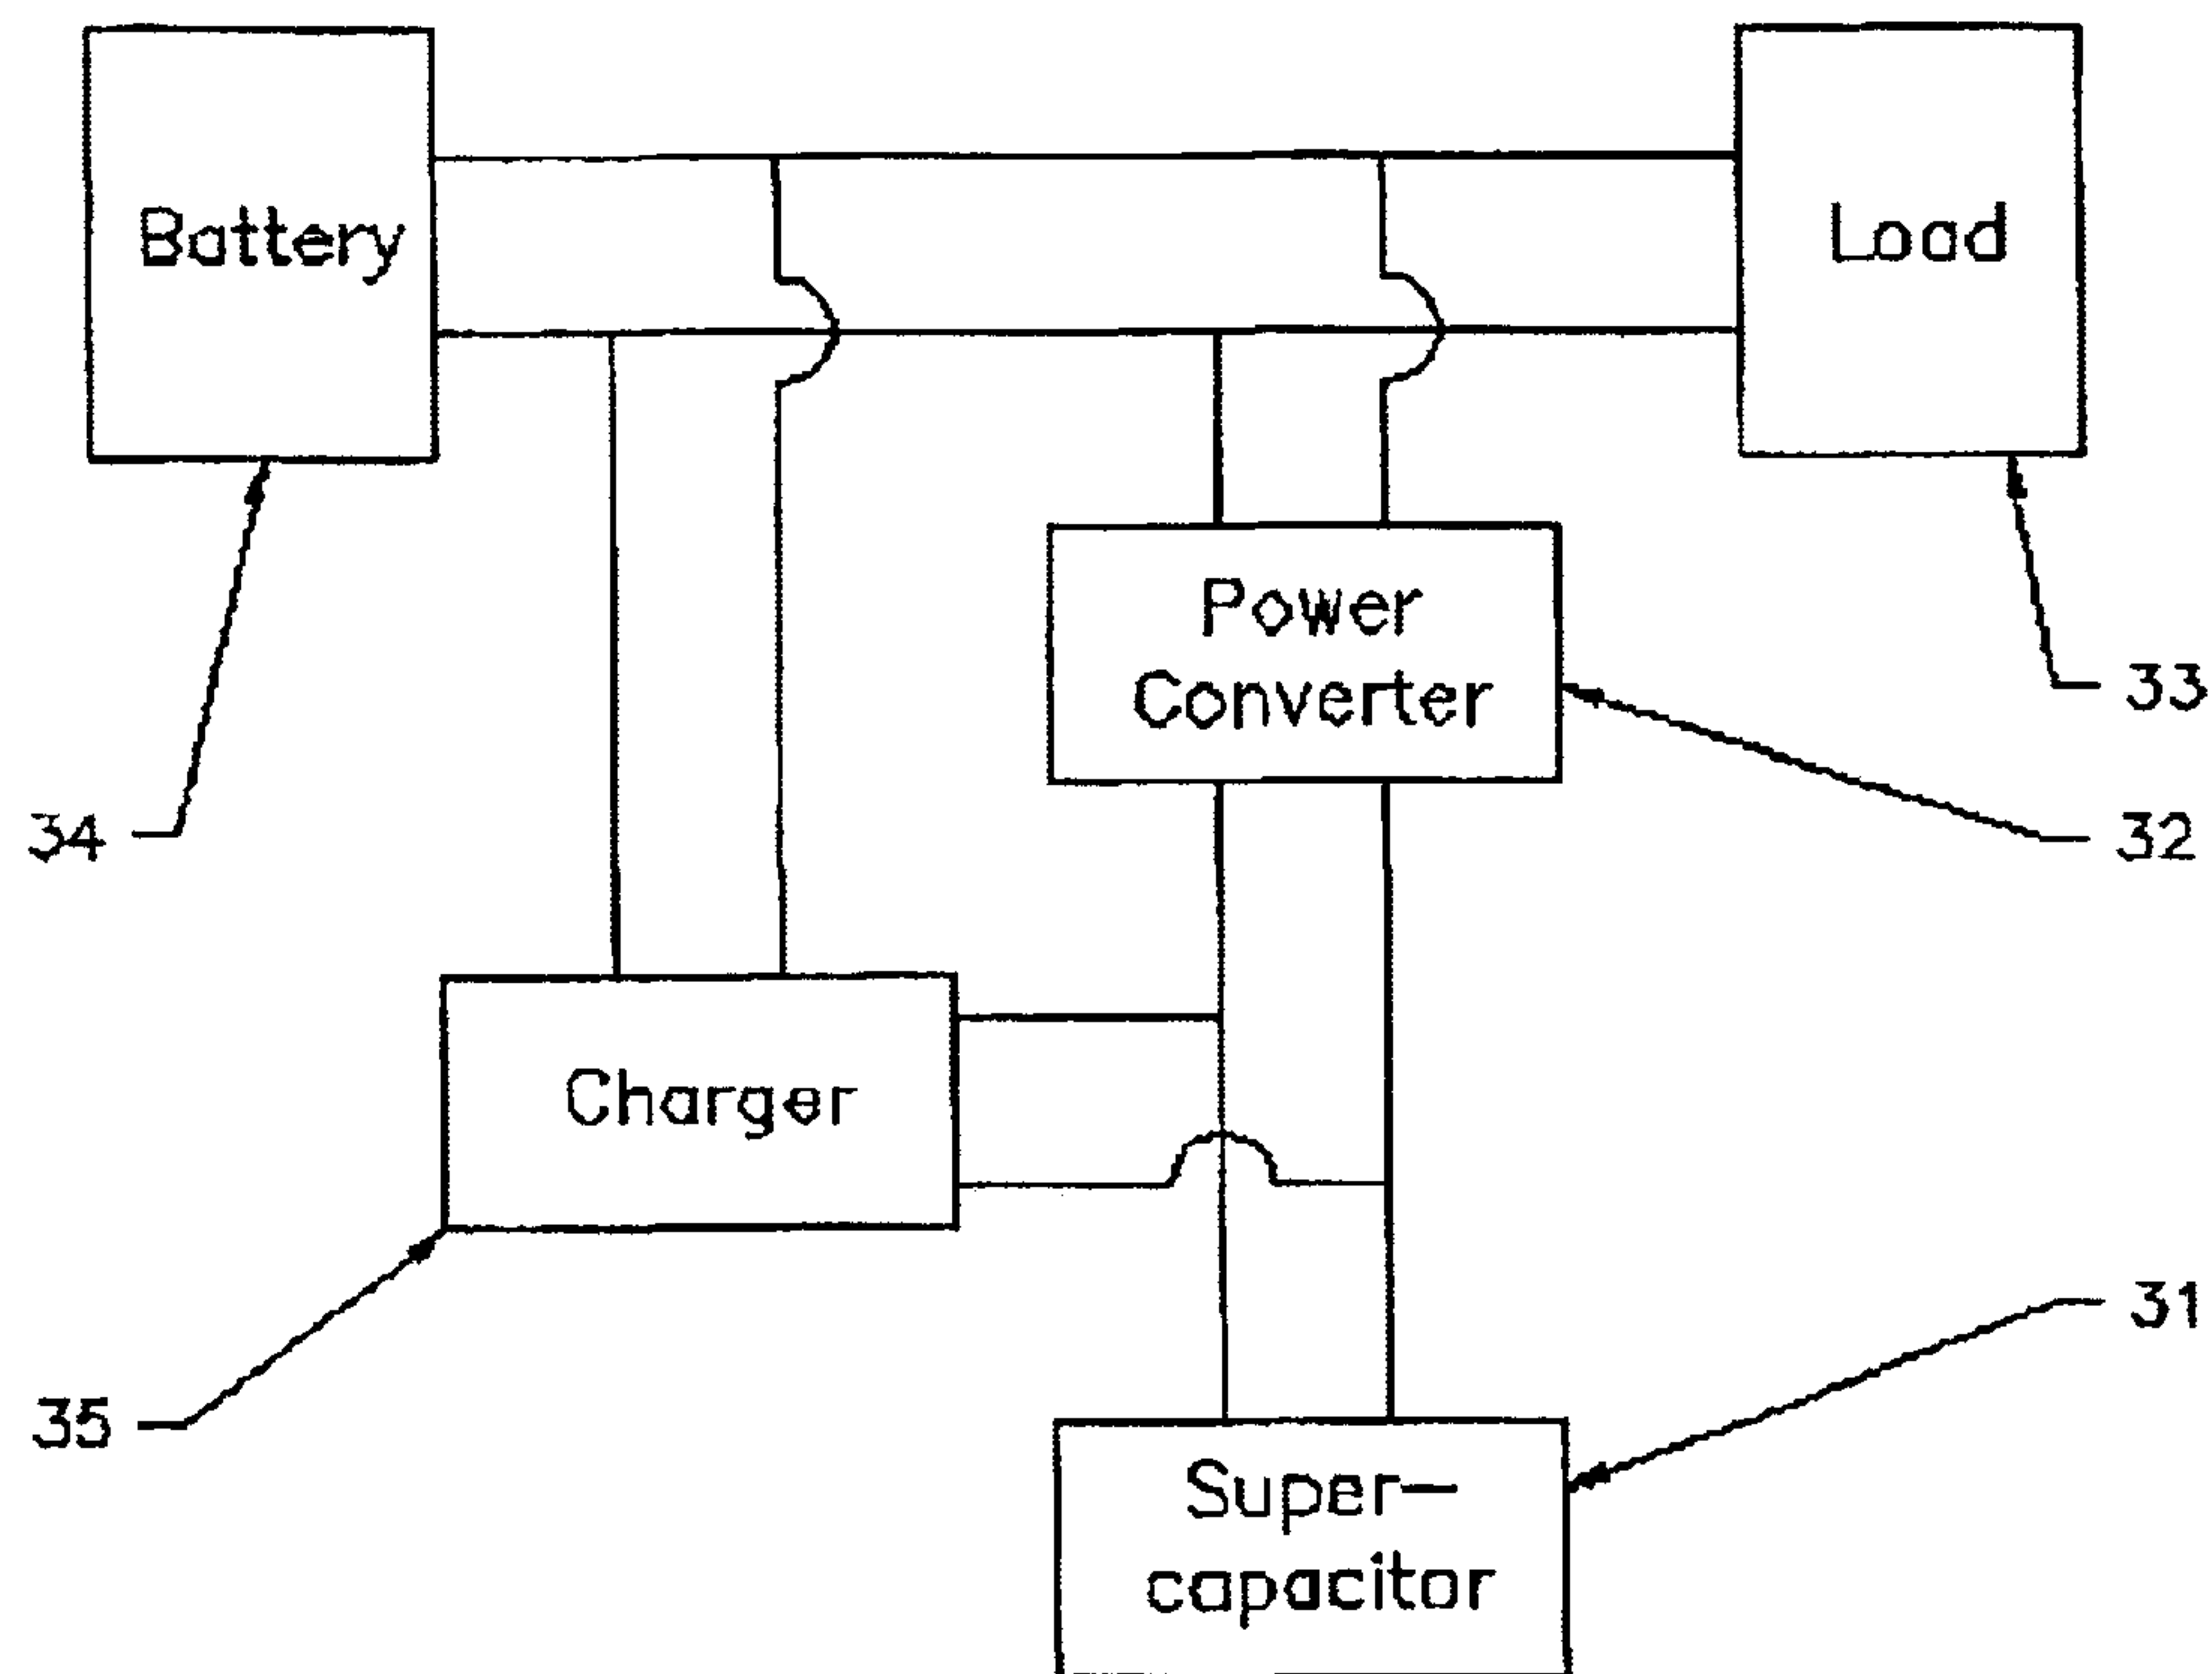 Battery
Load
Power
Converter
33
34
32
Charger
31
35
Super-
capacitor